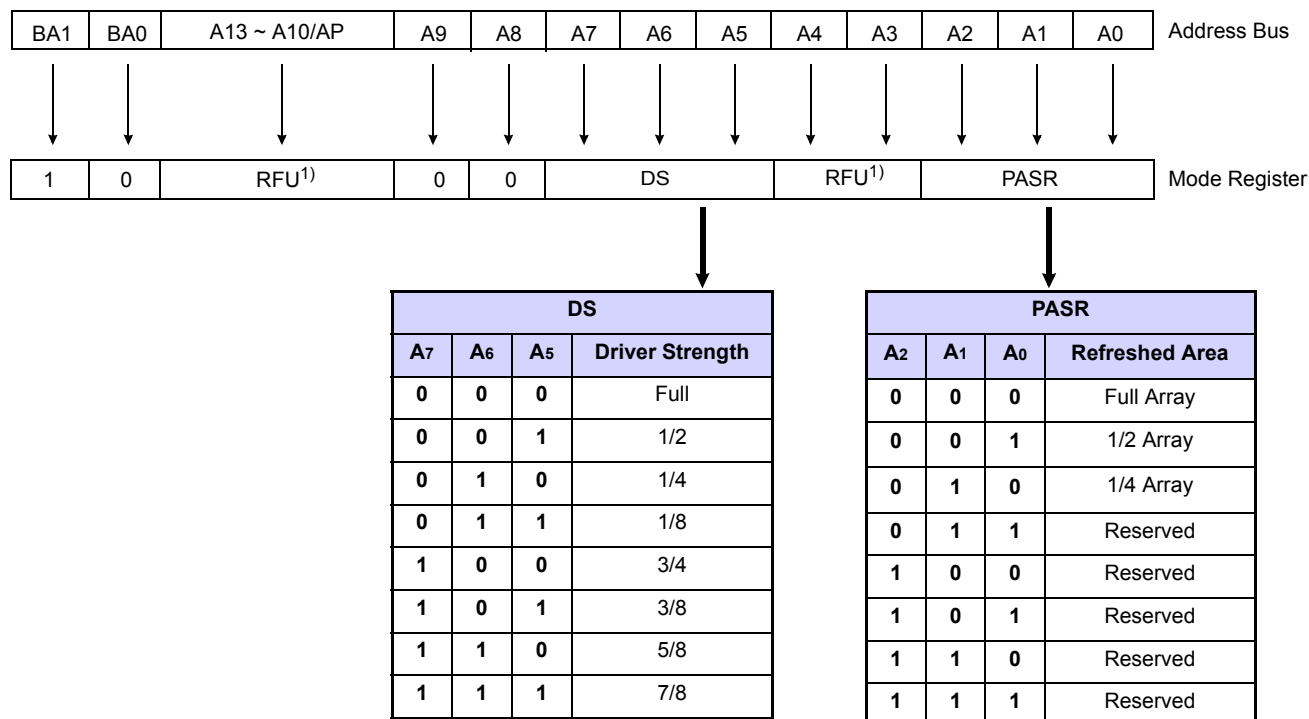 BA1 BA0 A13 ~ A10/AP A9 A8 A7 A6 A5 A4 A3 A2 A1 A0 Address Bus
1 0 RFU1) 0 0 DS RFU1) PASR Mode Register
DS
A7 A6 A5 Driver Strength
0 0 0 Full
0 0 1 1/2
0 1 0 1/4
0 1 1 1/8
1 0 0 3/4
1 0 1 3/8
1 1 0 5/8
1 1 1 7/8
PASR
A2 A1 A0 Refreshed Area
0 0 0 Full Array
0 0 1 1/2 Array
0 1 0 1/4 Array
0 1 1 Reserved
1 0 0 Reserved
1 0 1 Reserved
1 1 0 Reserved
1 1 1 Reserved